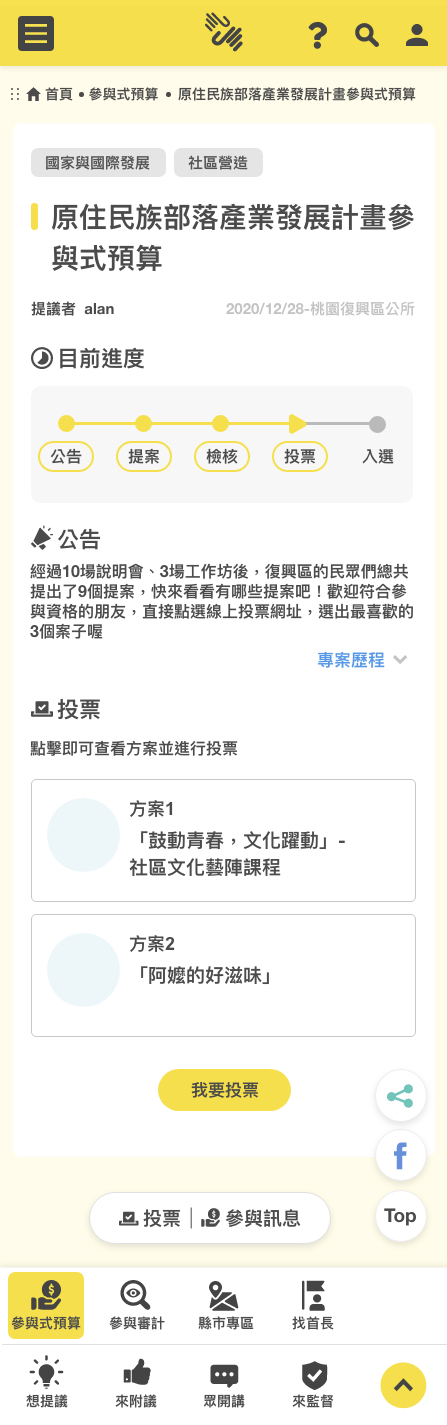 首頁 • 參與式預算 • 原住民族部落產業發展計畫參與式預算
國家與國際發展 社區營造
原住民族部落產業發展計畫參
與式預算
提議者 alan 2020/12/28-桃園復興區公所
目前進度
公告 提案 檢核 投票 入選
公告
經過10場說明會、3場工作坊後，復興區的民眾們總共
提出了9個提案，快來看看有哪些提案吧！歡迎符合參
與資格的朋友，直接點選線上投票網址，選出最喜歡的
3個案子喔
專案歷程
投票
點擊即可查看方案並進行投票
方案1
「鼓動青春，文化躍動」-
社區文化藝陣課程
方案2
「阿嬤的好滋味」
我要投票
f
Top
投票｜參與訊息
參與式預算 參與審計 縣市專區 找首長
想提議 來附議 眾開講 來監督